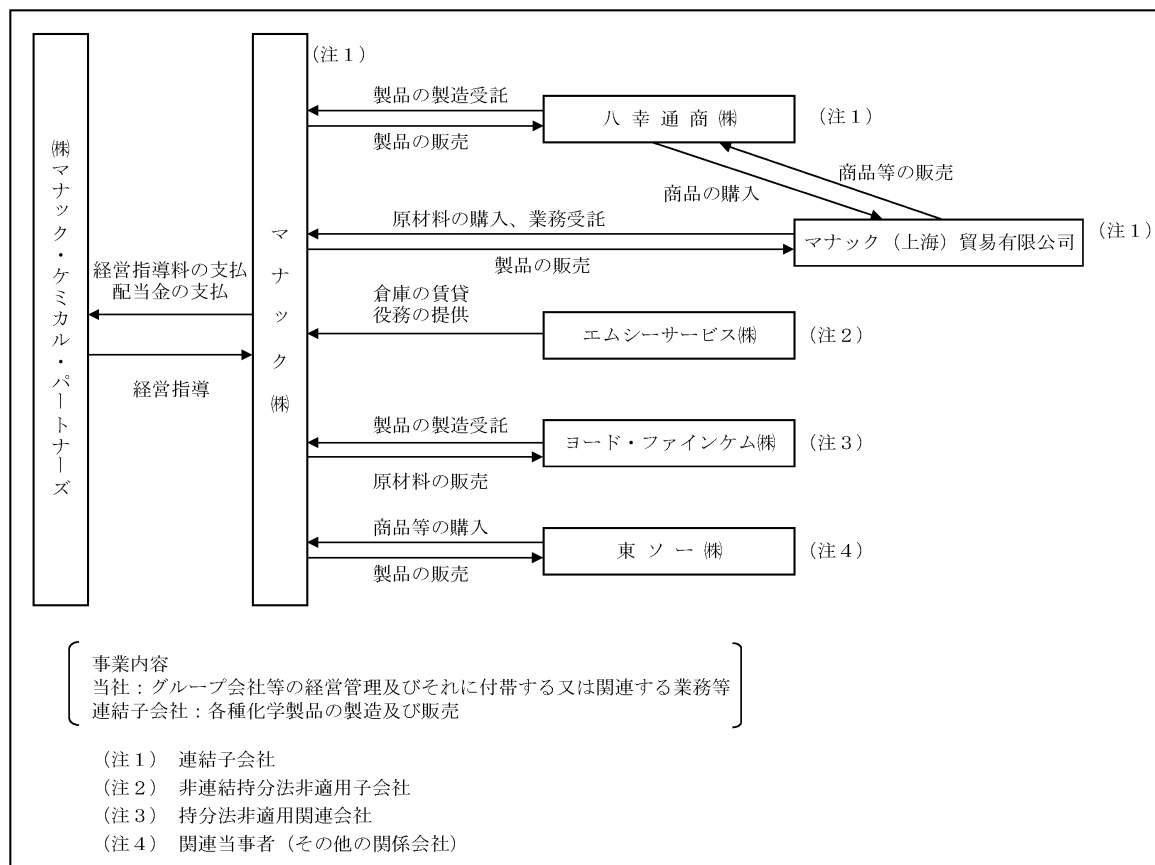 ㈱マナック・ケミカル・パートナーズ
経営指導料の支払
配当金の支払
経営指導
マナック㈱
（注１）
製品の製造受託
製品の販売
八幸通商㈱
（注１）
商品の購入
商品等の販売
原材料の購入、業務受託
製品の販売
マナック（上海）貿易有限公司
（注１）
倉庫の賃貸
役務の提供
エムシーサービス㈱
（注２）
製品の製造受託
原材料の販売
ヨード・ファインケム㈱
（注３）
商品等の購入
製品の販売
東ソー㈱
（注４）
事業内容
当社：グループ会社等の経営管理及びそれに付帯する又は関連する業務等
連結子会社：各種化学製品の製造及び販売
（注１） 連結子会社
（注２） 非連結持分法非適用子会社
（注３） 持分法非適用関連会社
（注４） 関連当事者（その他の関係会社）